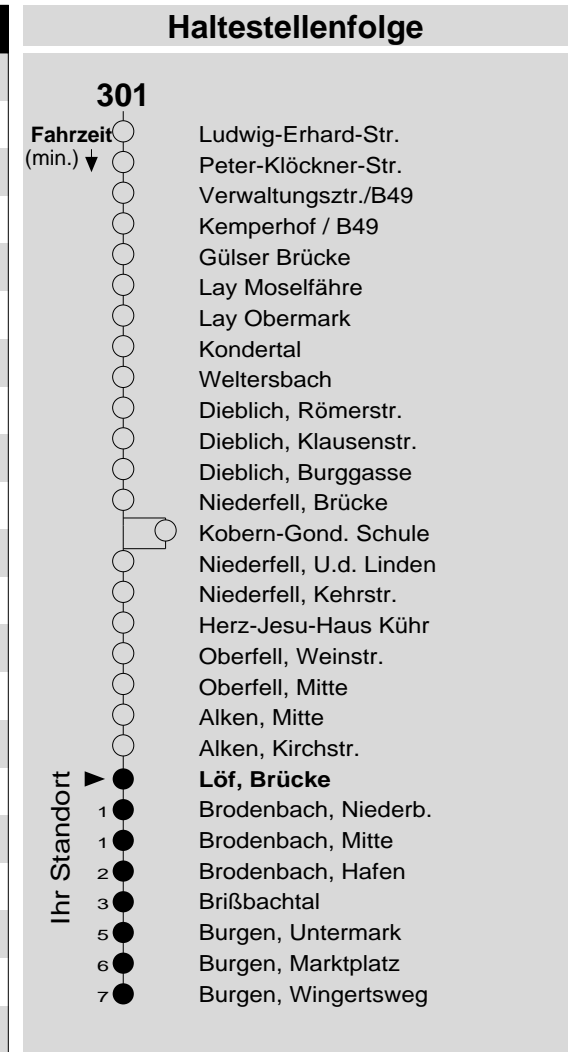 Haltestellenfolge
301
Fahrzeit
(min.)
Ludwig-Erhard-Str.
Peter-Klöckner-Str.
Verwaltungsztr./B49
Kemperhof / B49
Gülser Brücke
Lay Moselfähre
Lay Obermark
Kondertal
Weltersbach
Dieblich, Römerstr.
Dieblich, Klausenstr.
Dieblich, Burggasse
Niederfell, Brücke
Kobern-Gond. Schule
Niederfell, U.d. Linden
Niederfell, Kehrstr.
Herz-Jesu-Haus Kühr
Oberfell, Weinstr.
Oberfell, Mitte
Alken, Mitte
Alken, Kirchstr.
Ihr Standort
Löf, Brücke
1 Brodenbach, Niederb.
1 Brodenbach, Mitte
2 Brodenbach, Hafen
3 Brißbachtal
5 Burgen, Untermark
6 Burgen, Marktplatz
7 Burgen, Wingertsweg